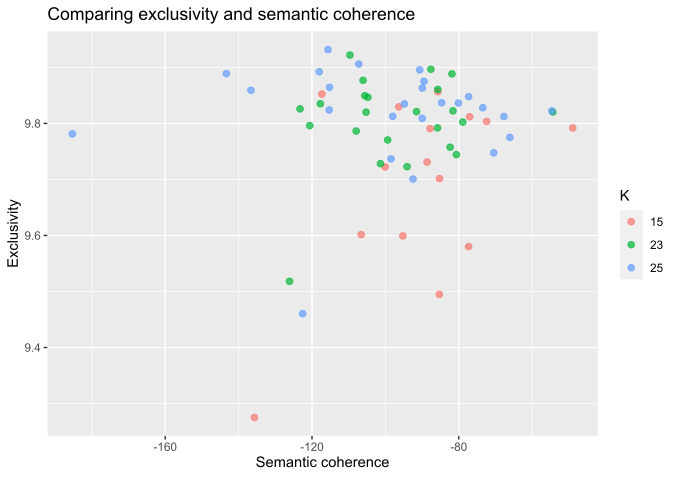 Comparing exclusivity and semantic coherence
Exclusivity
9.8
9.6
9.4
-160
-120
-80
Semantic coherence
K
15
23
25